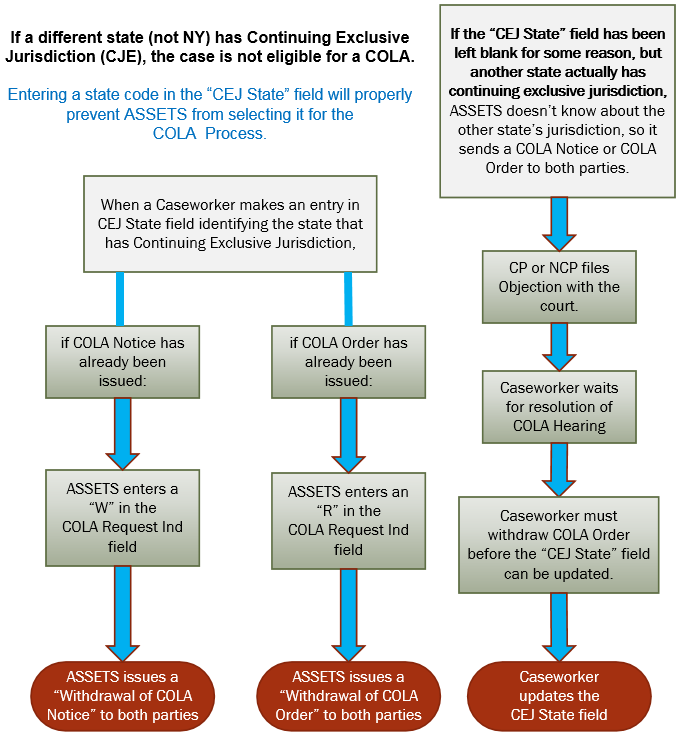 If a different state (not NY) has Continuing Exclusive
Jurisdiction (CJE), the case is not eligible for a COLA.
Entering a state code in the “CEJ State” field will properly
prevent ASSETS from selecting it for the
COLA  Process.
When a Caseworker makes an entry in
CEJ State field identifying the state that
has Continuing Exclusive Jurisdiction,
if COLA Notice has
already been
issued:
ASSETS enters a
“W” in the
COLA Request Ind
field
ASSETS issues a
“Withdrawal of COLA
Notice” to both parties
if COLA Order has
already been
issued:
ASSETS enters an
“R” in the
COLA Request Ind
field
ASSETS issues a
“Withdrawal of COLA
Order” to both parties
If the “CEJ State” field has been
left blank for some reason, but
another state actually has
continuing exclusive jurisdiction,
ASSETS doesn’t know about the
other state’s jurisdiction, so it
sends a COLA Notice or COLA
Order to both parties.
CP or NCP files
Objection with the
court.
Caseworker waits
for resolution of
COLA Hearing
Caseworker must
withdraw COLA Order
before the “CEJ State” field
can be updated.
Caseworker
updates the
CEJ State field